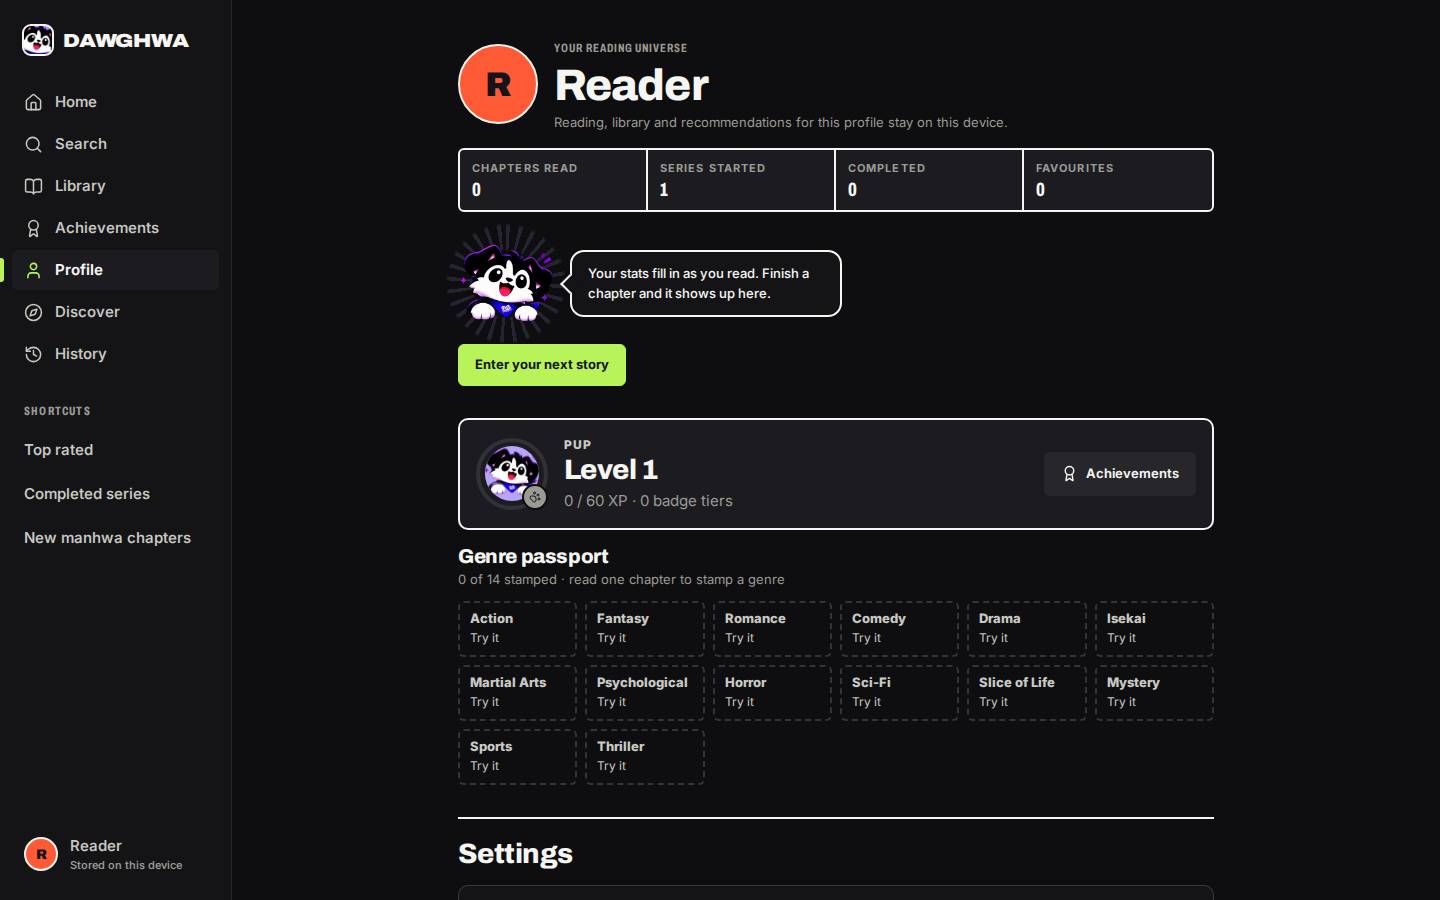 DAWGHWA
Home
Search
Library
Achievements
Profile
Discover
History
SHORTCUTS
Top rated
Completed series
New manhwa chapters
R
Reader
Stored on this device
R
YOUR READING UNIVERSE
Reader
Reading, library and recommendations for this profile stay on this device.
CHAPTERS READ
0
SERIES STARTED
1
COMPLETED
0
FAVOURITES
0
Your stats fill in as you read. Finish a
chapter and it shows up here.
Enter your next story
PUP
Level 1
0 / 60 XP · 0 badge tiers
Achievements
Genre passport
0 of 14 stamped · read one chapter to stamp a genre
Action
Try it
Fantasy
Try it
Romance
Try it
Comedy
Try it
Drama
Try it
Isekai
Try it
Martial Arts
Try it
Psychological
Try it
Horror
Try it
Sci-Fi
Try it
Slice of Life
Try it
Mystery
Try it
Sports
Try it
Thriller
Try it
Settings